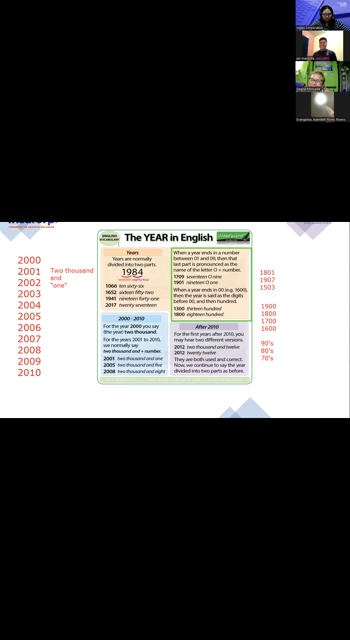 ENGLISH
VOCABULARY
The YEAR in English
Years
Years are normally
divided into two parts.
1984
1066 ten sixty-six
1652 sixteen fifty-two
1941 nineteen forty-one
2017 twenty seventeen
When a year ends in a number
between 01 and 09, then that
last part is pronounced as the
name of the letter O + number.
1709 seventeen O nine
1901 nineteen O one
When a year ends in 00 (e.g. 1600),
then the year is said as the digits
before 00, and then hundred.
1300 thirteen hundred
1800 eighteen hundred
2000 - 2010
For the year 2000 you say
(the year) two thousand.
For the years 2001 to 2010,
we normally say
two thousand and + number.
2001 two thousand and one
2005 two thousand and five
2008 two thousand and eight
After 2010
For the first years after 2010, you
may hear two different versions.
2012 two thousand and twelve
2012 twenty twelve
They are both used and correct.
Now, we continue to say the year
divided into two parts as before.
2000
2001
2002
2003
2004
2005
2006
2007
2008
2009
2010
Two thousand
and
"one"
1801
1907
1503
1900
1800
1700
1600
90's
80's
70's